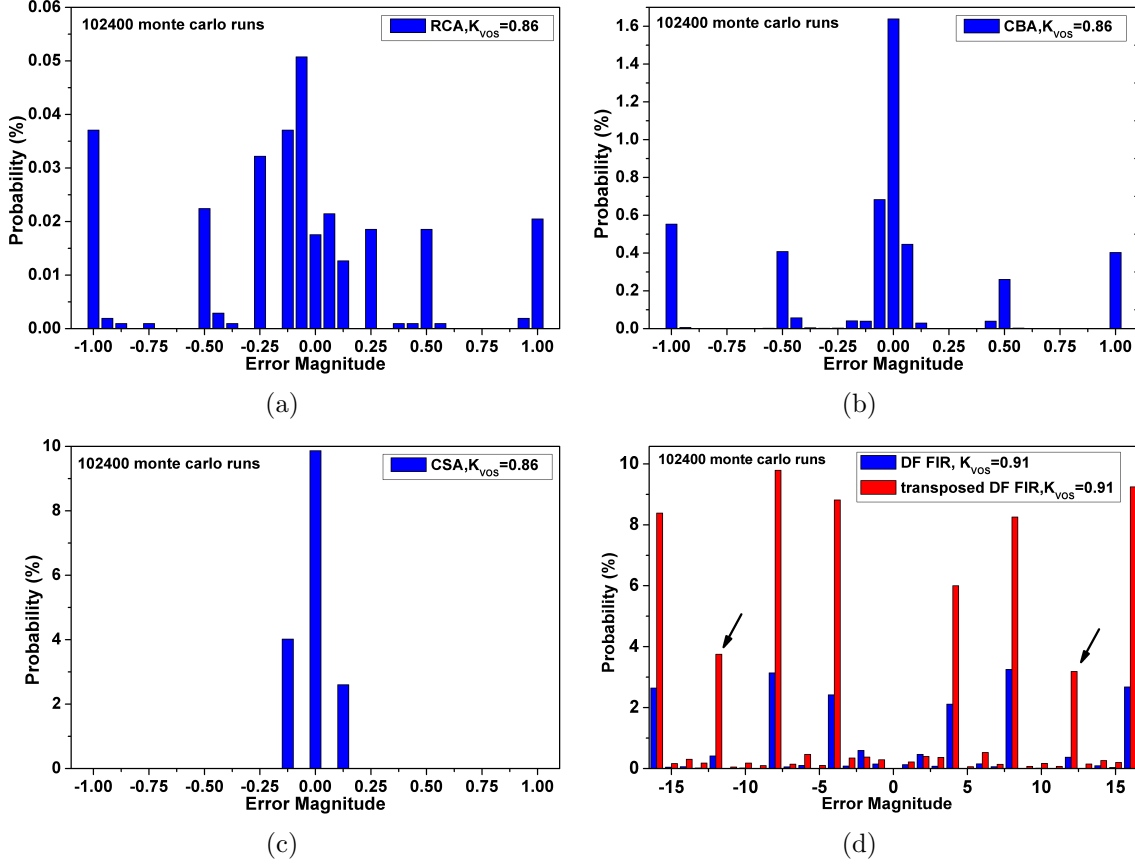 102400 monte carlo runs
RCA,K_VOS=0.86
0.06
0.05
0.04
0.03
0.02
0.01
0.00
Probability (%)
-1.00 -0.75 -0.50 -0.25 0.00 0.25 0.50 0.75 1.00
Error Magnitude
(a)
102400 monte carlo runs
CBA,K_VOS=0.86
1.6
1.4
1.2
1.0
0.8
0.6
0.4
0.2
0.0
Probability (%)
-1.00 -0.75 -0.50 -0.25 0.00 0.25 0.50 0.75 1.00
Error Magnitude
(b)
102400 monte carlo runs
CSA,K_VOS=0.86
10
8
6
4
2
0
Probability (%)
-1.00 -0.75 -0.50 -0.25 0.00 0.25 0.50 0.75 1.00
Error Magnitude
(c)
102400 monte carlo runs
DF FIR, K_VOS=0.91
transposed DF FIR,K_VOS=0.91
10
8
6
4
2
0
Probability (%)
-15 -10 -5 0 5 10 15
Error Magnitude
(d)